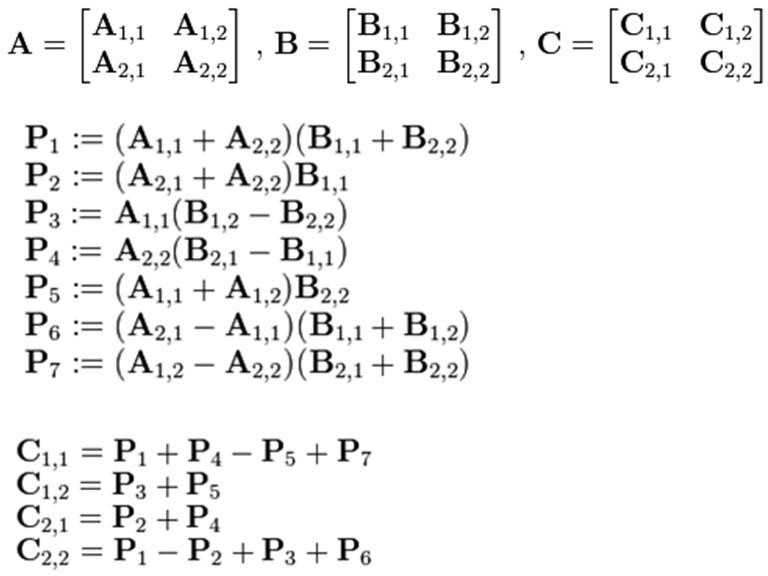 A = [A1,1 A1,2 , B = [B1,1 B1,2 , C = [C1,1 C1,2
A2,1 A2,2] B2,1 B2,2] C2,1 C2,2]
P1 := (A1,1 + A2,2)(B1,1 + B2,2)
P2 := (A2,1 + A2,2)B1,1
P3 := A1,1(B1,2 − B2,2)
P4 := A2,2(B2,1 − B1,1)
P5 := (A1,1 + A1,2)B2,2
P6 := (A2,1 − A1,1)(B1,1 + B1,2)
P7 := (A1,2 − A2,2)(B2,1 + B2,2)
C1,1 = P1 + P4 − P5 + P7
C1,2 = P3 + P5
C2,1 = P2 + P4
C2,2 = P1 − P2 + P3 + P6